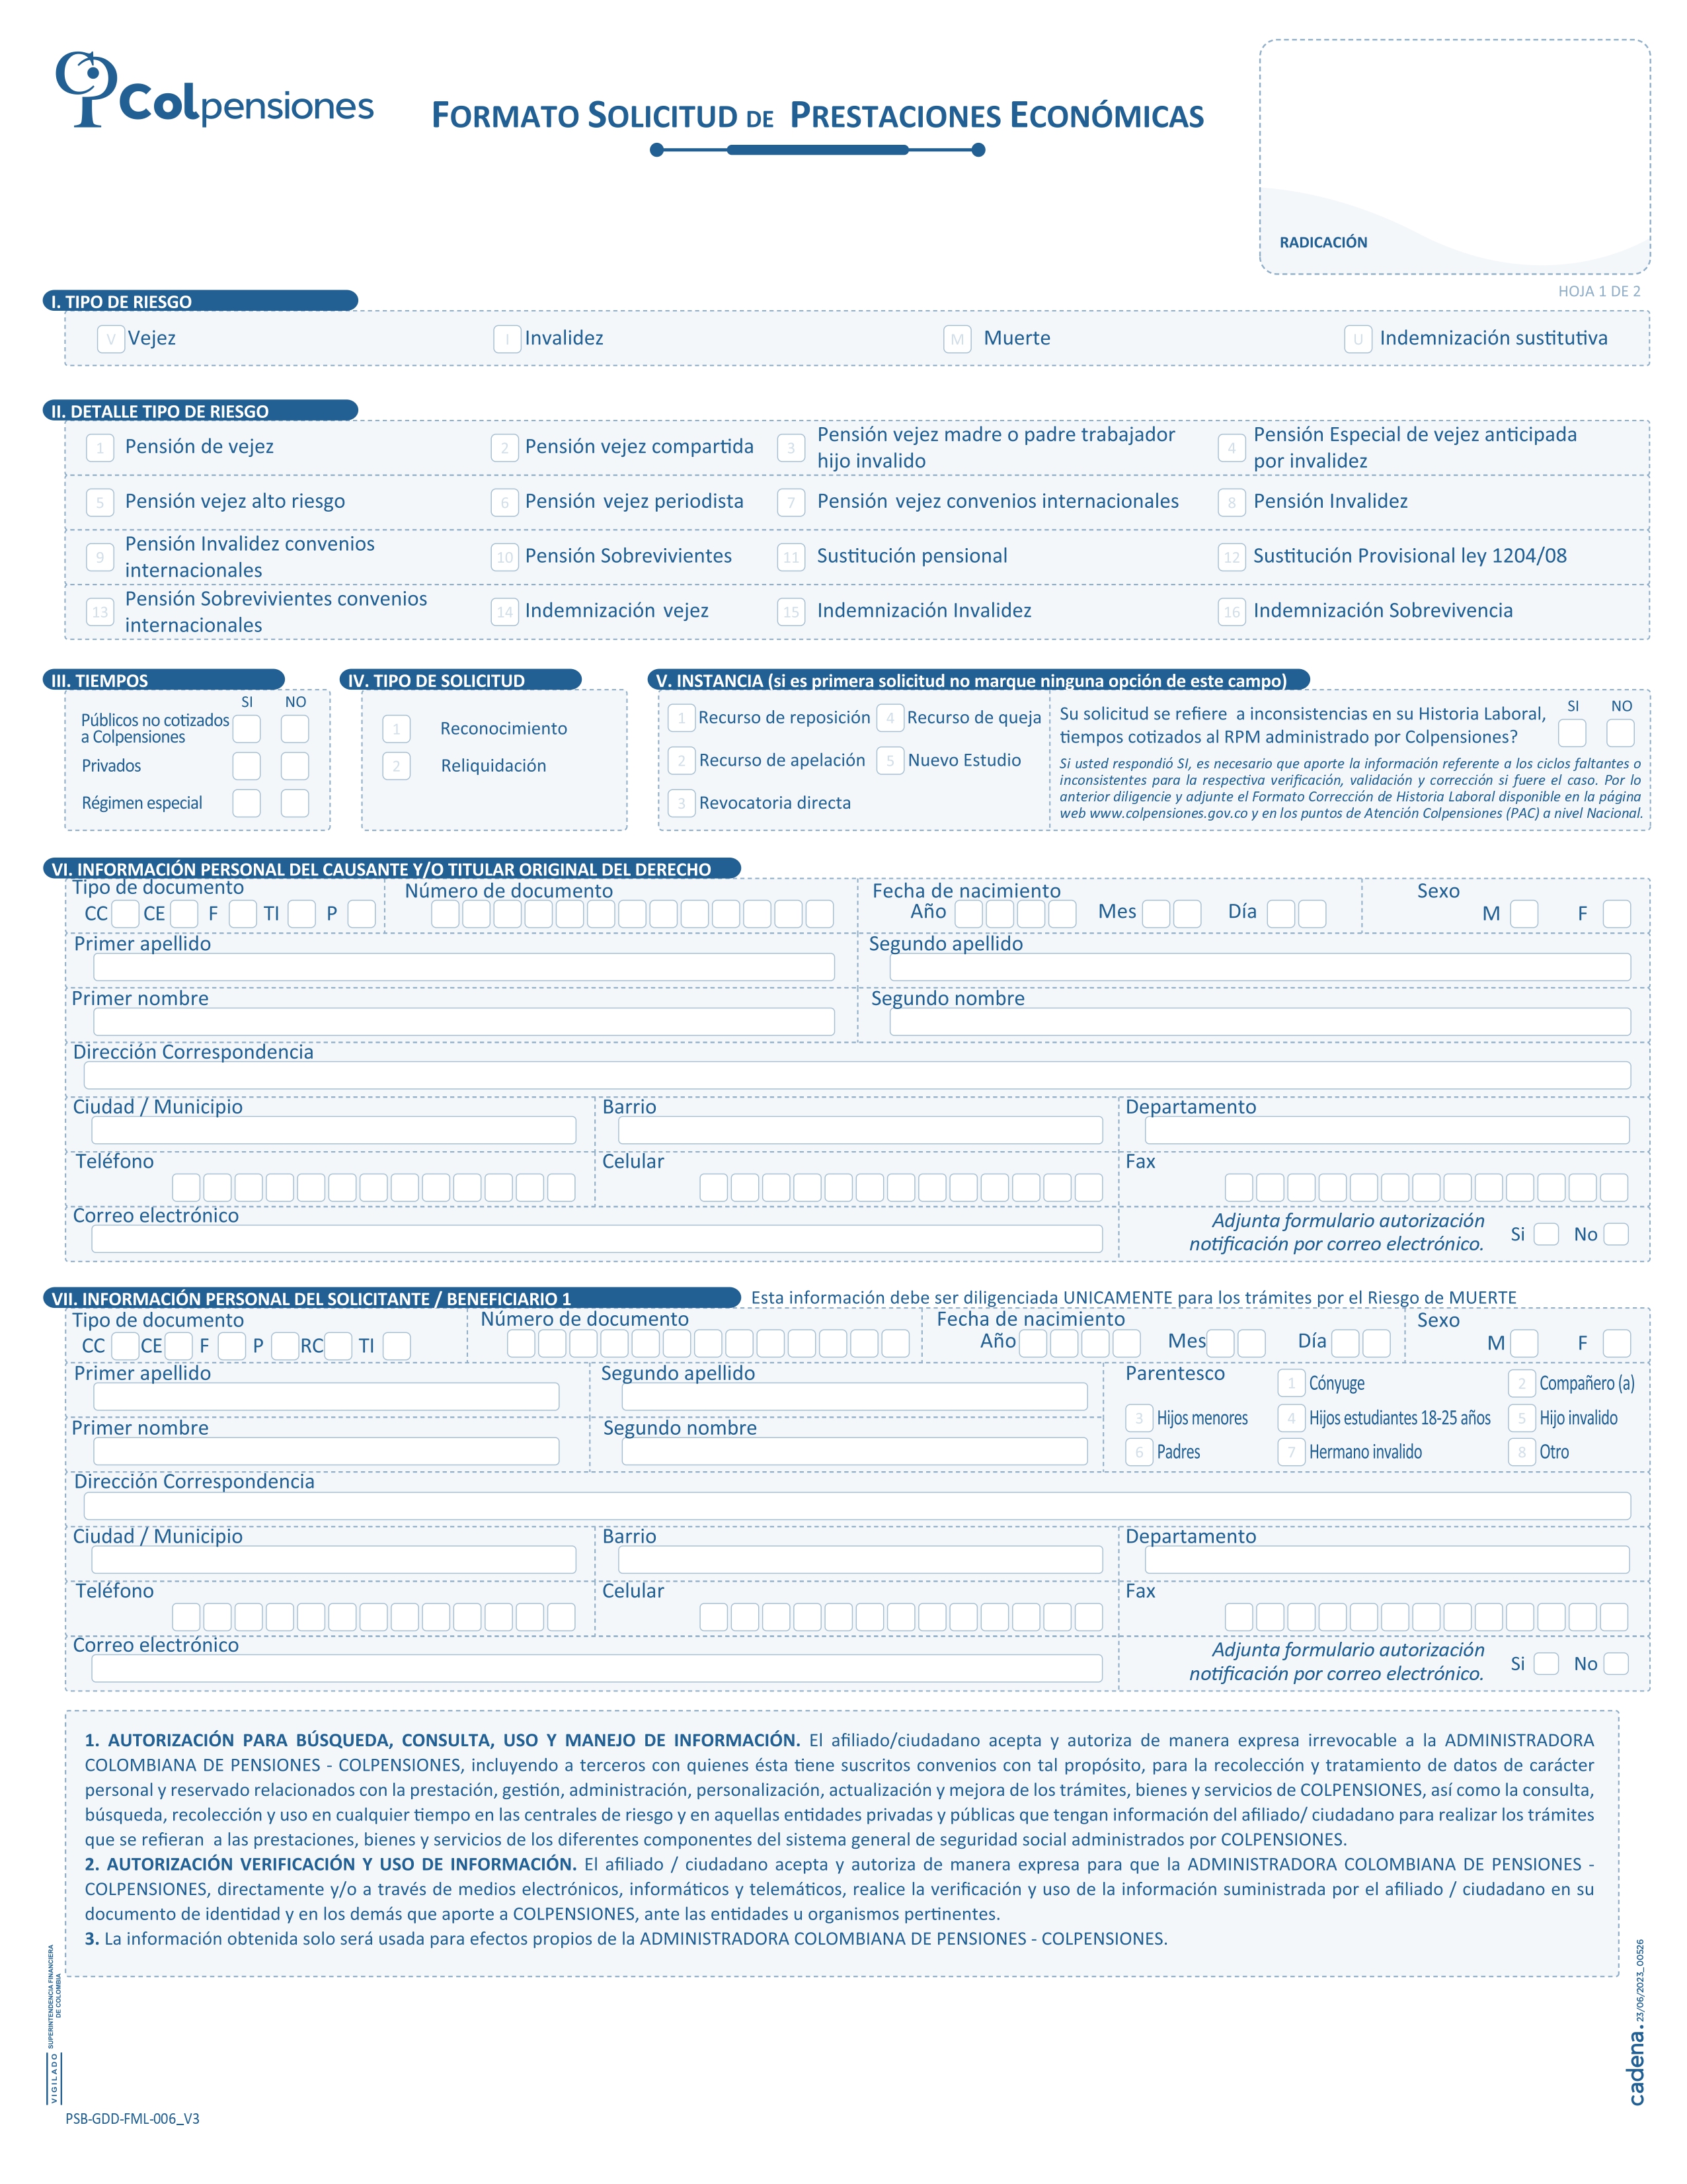 Colpensiones
FORMATO SOLICITUD DE PRESTACIONES ECONÓMICAS
RADICACIÓN
HOJA 1 DE 2
I. TIPO DE RIESGO
V Vejez I Invalidez M Muerte U Indemnización sustitutiva
II. DETALLE TIPO DE RIESGO
1 Pensión de vejez 2 Pensión vejez compartida 3 Pensión vejez madre o padre trabajador hijo invalido 4 Pensión Especial de vejez anticipada por invalidez
5 Pensión vejez alto riesgo 6 Pensión vejez periodista 7 Pensión vejez convenios internacionales 8 Pensión Invalidez
9 Pensión Invalidez convenios internacionales 10 Pensión Sobrevivientes 11 Sustitución pensional 12 Sustitución Provisional ley 1204/08
13 Pensión Sobrevivientes convenios internacionales 14 Indemnización vejez 15 Indemnización Invalidez 16 Indemnización Sobrevivencia
III. TIEMPOS
SI NO
Públicos no cotizados
a Colpensiones
Privados
Régimen especial
IV. TIPO DE SOLICITUD
1 Reconocimiento
2 Reliquidación
V. INSTANCIA (si es primera solicitud no marque ninguna opción de este campo)
1 Recurso de reposición 4 Recurso de queja
2 Recurso de apelación 5 Nuevo Estudio
3 Revocatoria directa
Su solicitud se refiere a inconsistencias en su Historia Laboral, SI NO
tiempos cotizados al RPM administrado por Colpensiones?
Si usted respondió SI, es necesario que aporte la información referente a los ciclos faltantes o
inconsistentes para la respectiva verificación, validación y corrección si fuere el caso. Por lo
anterior diligencie y adjunte el Formato Corrección de Historia Laboral disponible en la página
web www.colpensiones.gov.co y en los puntos de Atención Colpensiones (PAC) a nivel Nacional.
VI. INFORMACIÓN PERSONAL DEL CAUSANTE Y/O TITULAR ORIGINAL DEL DERECHO
Tipo de documento Número de documento Fecha de nacimiento Sexo
CC CE F TI P Año Mes Día M F
Primer apellido Segundo apellido
Primer nombre Segundo nombre
Dirección Correspondencia
Ciudad / Municipio Barrio Departamento
Teléfono Celular Fax
Correo electrónico
Adjunta formulario autorización
notificación por correo electrónico. Si No
VII. INFORMACIÓN PERSONAL DEL SOLICITANTE / BENEFICIARIO 1 Esta información debe ser diligenciada UNICAMENTE para los trámites por el Riesgo de MUERTE
Tipo de documento Número de documento Fecha de nacimiento Sexo
CC CE F P RC TI Año Mes Día M F
Primer apellido Segundo apellido Parentesco 1 Cónyuge 2 Compañero (a)
3 Hijos menores 4 Hijos estudiantes 18-25 años 5 Hijo invalido
Primer nombre Segundo nombre 6 Padres 7 Hermano invalido 8 Otro
Dirección Correspondencia
Ciudad / Municipio Barrio Departamento
Teléfono Celular Fax
Correo electrónico
Adjunta formulario autorización
notificación por correo electrónico. Si No
1. AUTORIZACIÓN PARA BÚSQUEDA, CONSULTA, USO Y MANEJO DE INFORMACIÓN. El afiliado/ciudadano acepta y autoriza de manera expresa irrevocable a la ADMINISTRADORA
COLOMBIANA DE PENSIONES - COLPENSIONES, incluyendo a terceros con quienes ésta tiene suscritos convenios con tal propósito, para la recolección y tratamiento de datos de carácter
personal y reservado relacionados con la prestación, gestión, administración, personalización, actualización y mejora de los trámites, bienes y servicios de COLPENSIONES, así como la consulta,
búsqueda, recolección y uso en cualquier tiempo en las centrales de riesgo y en aquellas entidades privadas y públicas que tengan información del afiliado/ ciudadano para realizar los trámites
que se refieran a las prestaciones, bienes y servicios de los diferentes componentes del sistema general de seguridad social administrados por COLPENSIONES.
2. AUTORIZACIÓN VERIFICACIÓN Y USO DE INFORMACIÓN. El afiliado / ciudadano acepta y autoriza de manera expresa para que la ADMINISTRADORA COLOMBIANA DE PENSIONES -
COLPENSIONES, directamente y/o a través de medios electrónicos, informáticos y telemáticos, realice la verificación y uso de la información suministrada por el afiliado / ciudadano en su
documento de identidad y en los demás que aporte a COLPENSIONES, ante las entidades u organismos pertinentes.
3. La información obtenida solo será usada para efectos propios de la ADMINISTRADORA COLOMBIANA DE PENSIONES - COLPENSIONES.
VIGILADO SUPERINTENDENCIA FINANCIERA
DE COLOMBIA
cadena. 23/06/2023_00526
PSB-GDD-FML-006_V3